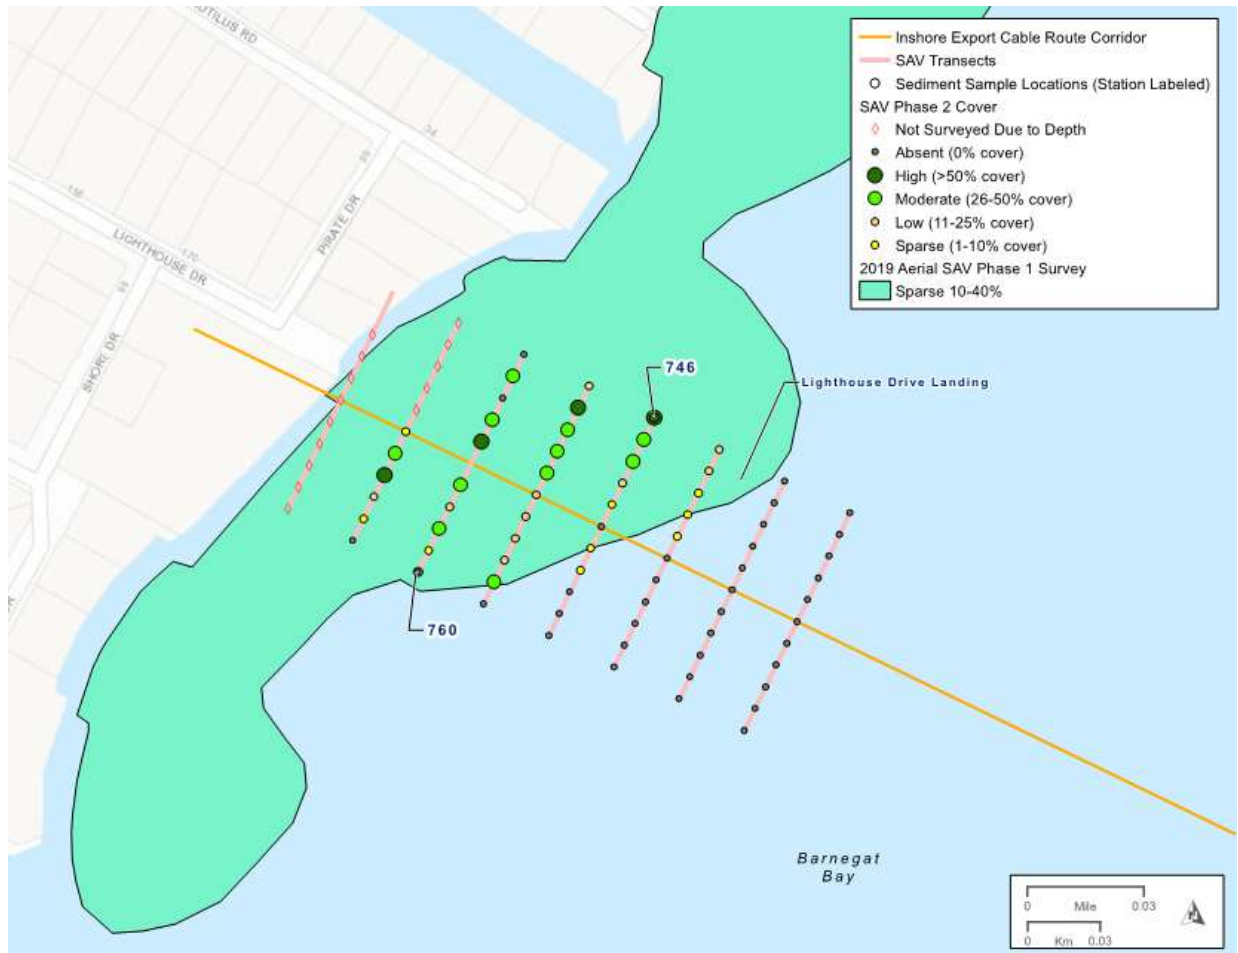 NAUTILUS RD
Inshore Export Cable Route Corridor
SAV Transects
Sediment Sample Locations (Station Labeled)
SAV Phase 2 Cover
Not Surveyed Due to Depth
Absent (0% cover)
High (>50% cover)
Moderate (26-50% cover)
Low (11-25% cover)
Sparse (1-10% cover)
2019 Aerial SAV Phase 1 Survey
Sparse 10-40%
PIRATE DR
LIGHTHOUSE DR
170
SHORE DR
746
Lighthouse Drive Landing
760
Barnegat
Bay
0 Mile 0.03
0 Km 0.03
N